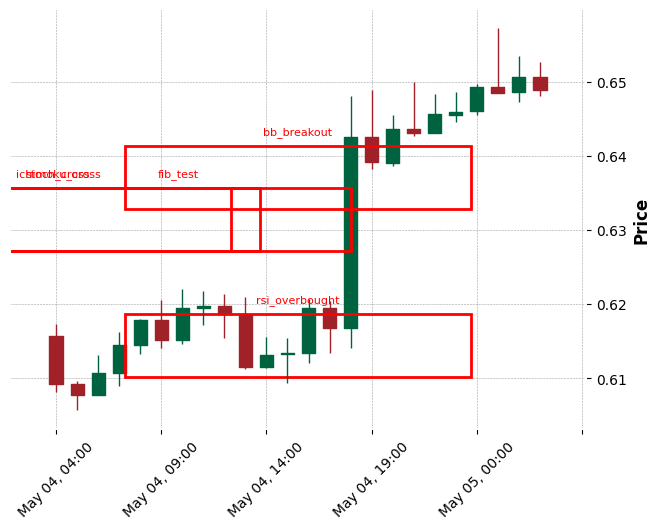 bb_breakout
fib_test
rsi_overbought
0.65
0.64
0.63
0.62
0.61
Price
May 04, 04:00
May 04, 09:00
May 04, 14:00
May 04, 19:00
May 05, 00:00